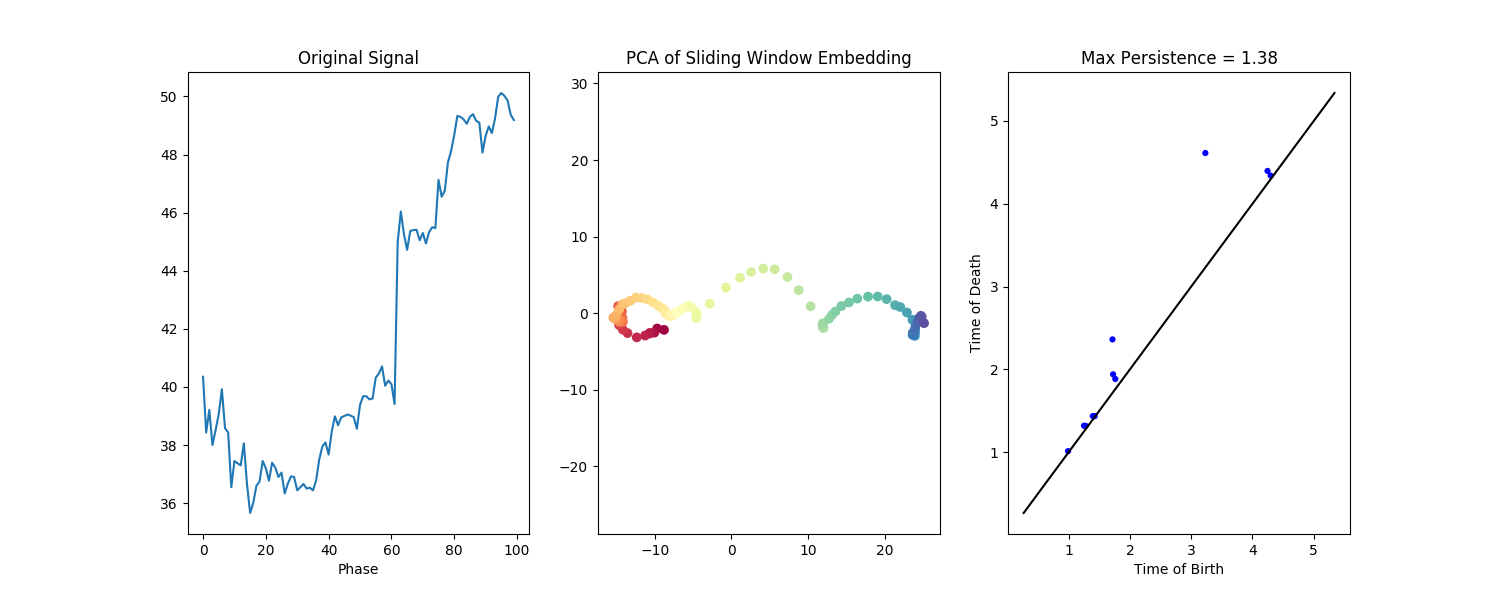 Original Signal
50
48
46
44
42
40
38
36
0 20 40 60 80 100
Phase
PCA of Sliding Window Embedding
30
20
10
0
−10
−20
−10 0 10 20
Max Persistence = 1.38
Time of Death
5
4
3
2
1
1 2 3 4 5
Time of Birth